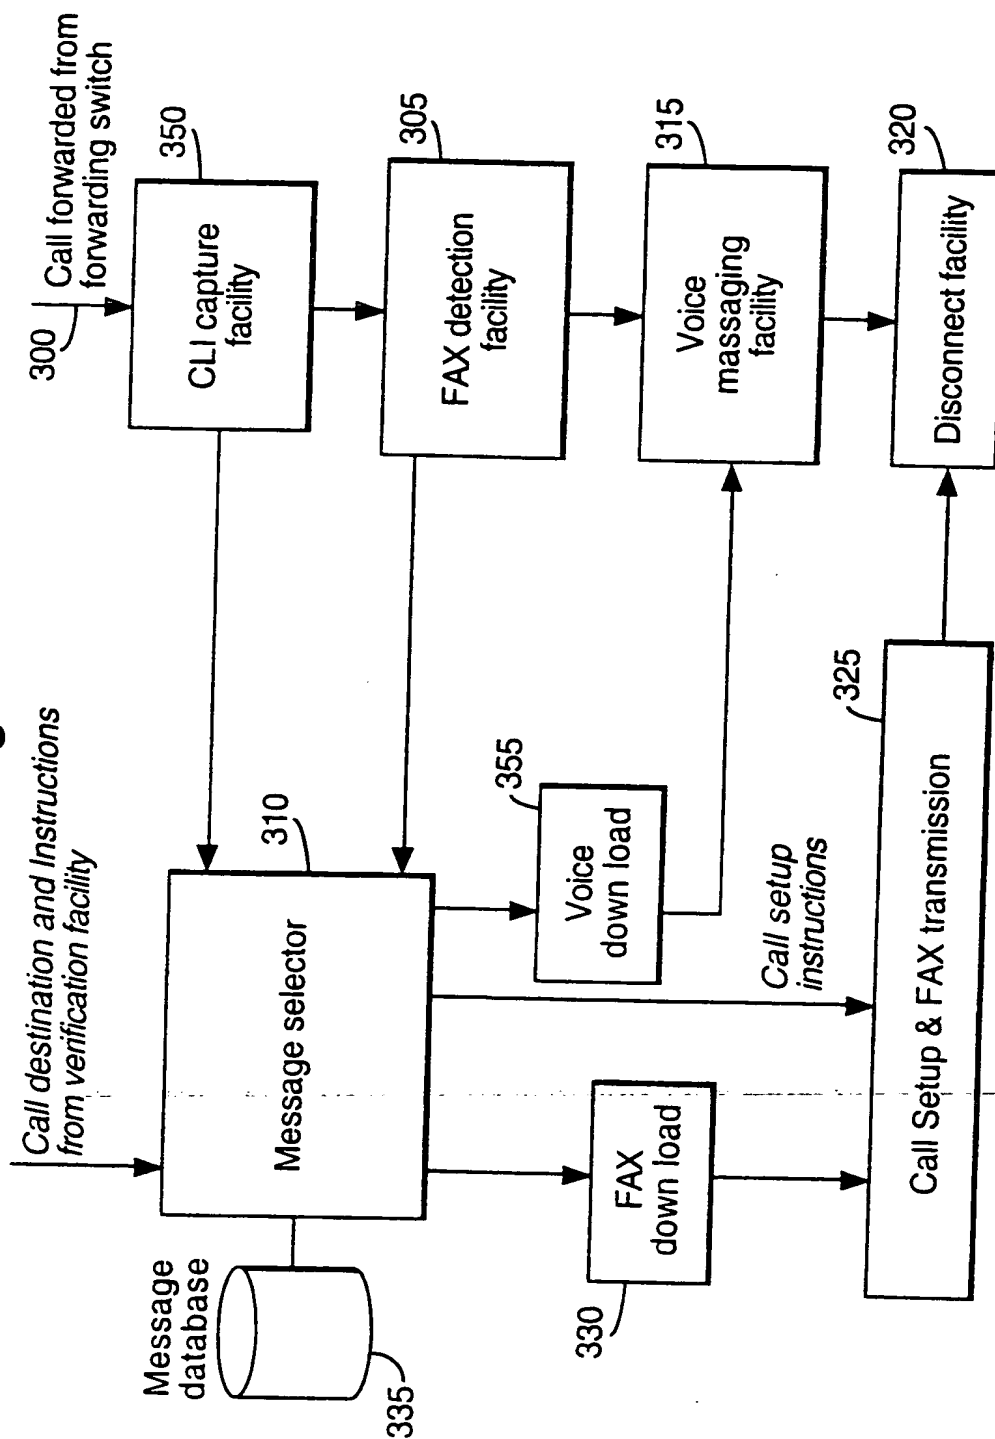 Call destination and Instructions
from verification facility
300
Call forwarded from
forwarding switch
Message
database
335
Message selector
310
CLI capture
facility
350
FAX detection
facility
305
FAX
down load
330
Call setup
instructions
Voice
down load
355
Voice
massaging
facility
315
Call Setup & FAX transmission
325
Disconnect facility
320